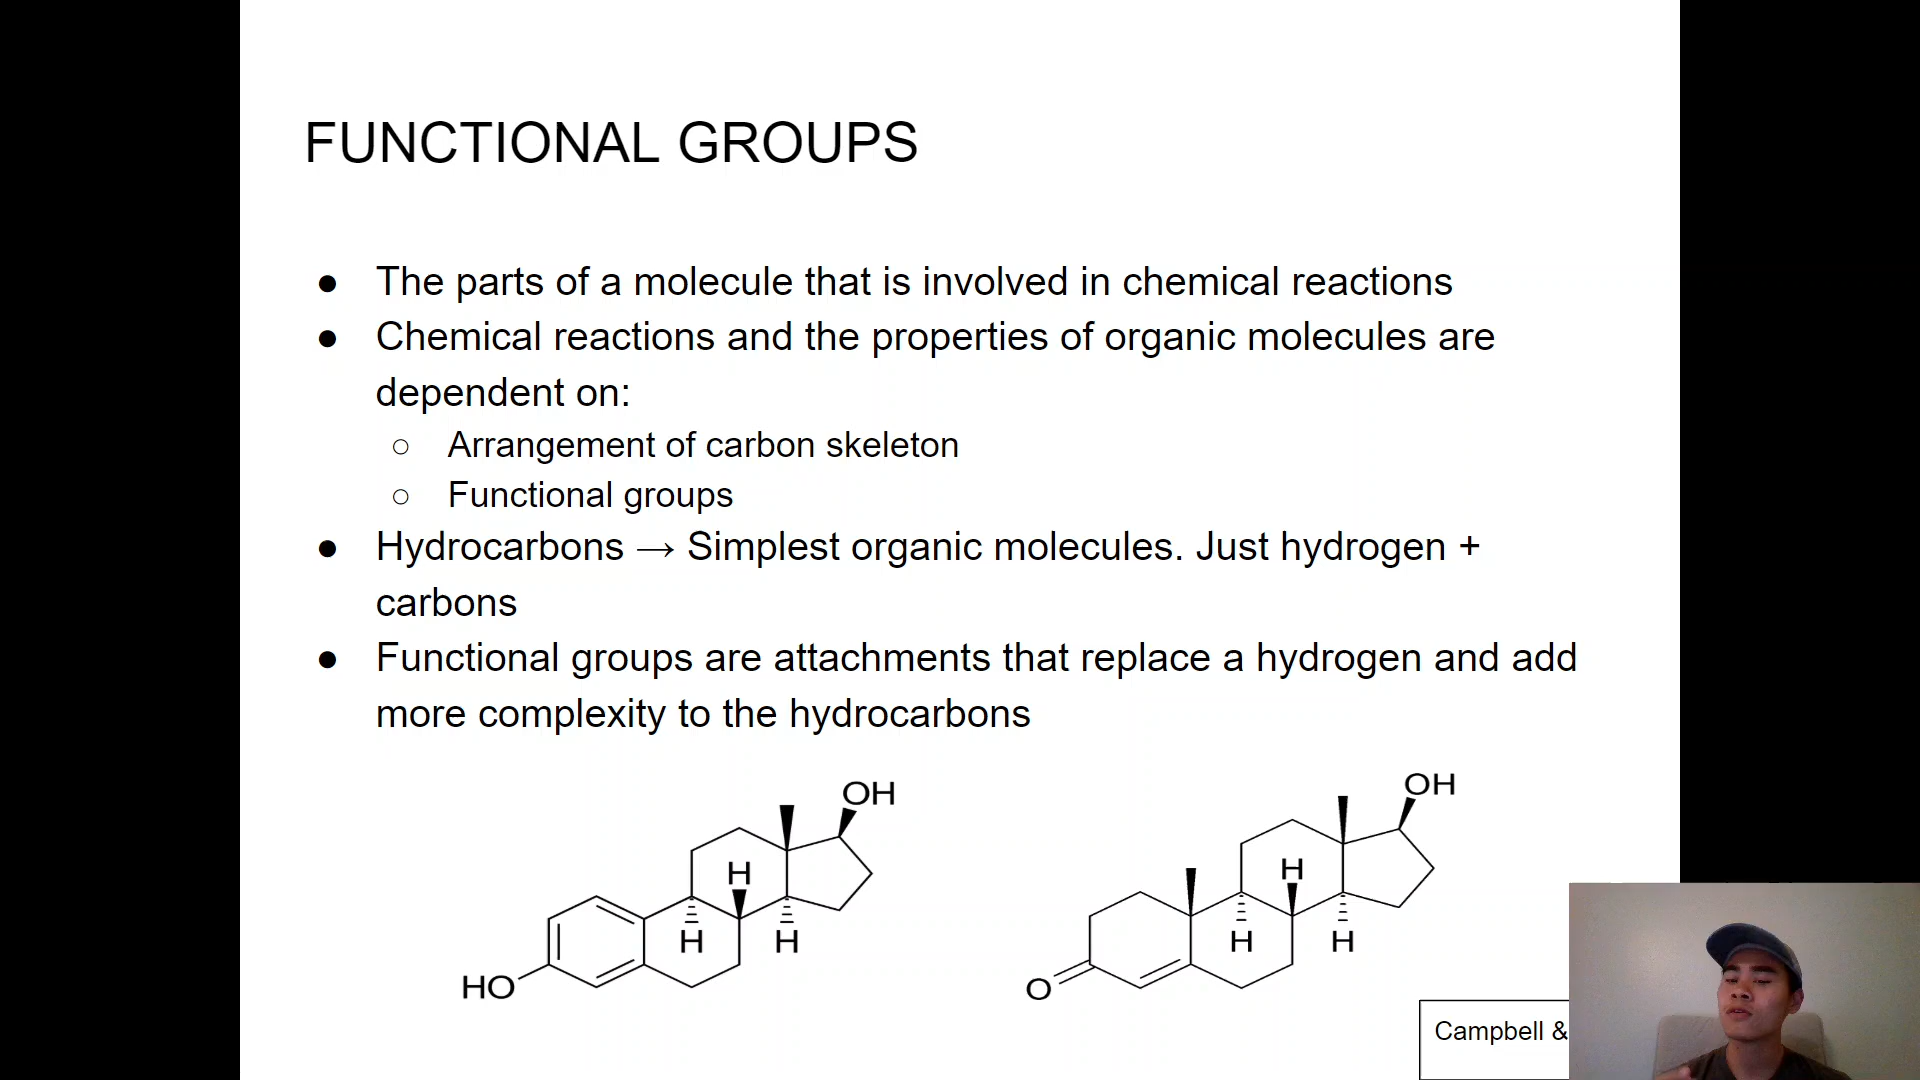 FUNCTIONAL GROUPS
● The parts of a molecule that is involved in chemical reactions
● Chemical reactions and the properties of organic molecules are
dependent on:
○ Arrangement of carbon skeleton
○ Functional groups
● Hydrocarbons → Simplest organic molecules. Just hydrogen +
carbons
● Functional groups are attachments that replace a hydrogen and add
more complexity to the hydrocarbons
OH
H
H
H
HO
OH
H
H
H
O
Campbell &